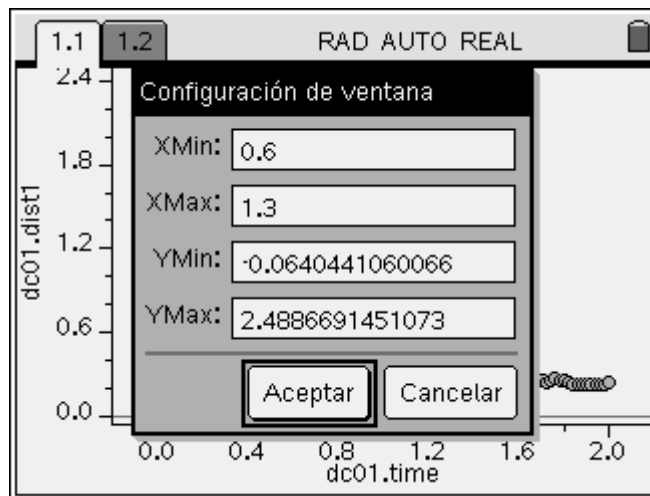 1.1 1.2 RAD AUTO REAL
2.4
Configuración de ventana
XMin: 0.6
1.8
XMax: 1.3
1.2
YMin: -0.0640441060066
YMax: 2.4886691451073
0.6
Aceptar Cancelar
0.0
dc01.dist1
0.0 0.4 0.8 1.2 1.6 2.0
dc01.time